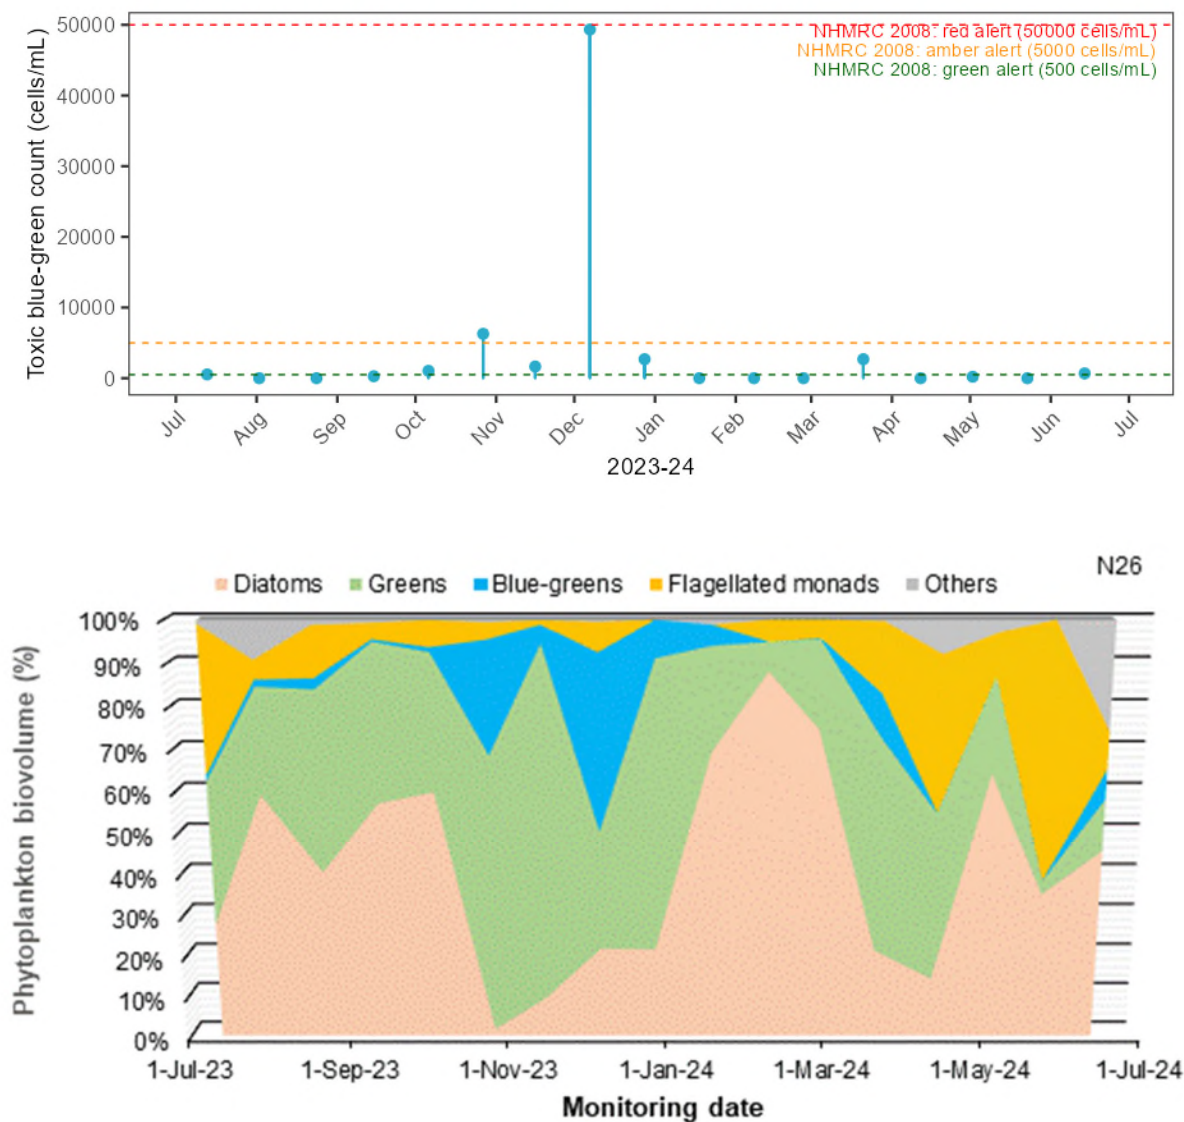 50000
40000
30000
20000
10000
0
Toxic blue-green count (cells/mL)
NHMRC 2008: red alert (50000 cells/mL)
NHMRC 2008: amber alert (5000 cells/mL)
NHMRC 2008: green alert (500 cells/mL)
Jul Aug Sep Oct Nov Dec Jan Feb Mar Apr May Jun Jul
2023-24
N26
Diatoms Greens Blue-greens Flagellated monads Others
100%
90%
80%
70%
60%
50%
40%
30%
20%
10%
0%
Phytoplankton biovolume (%)
1-Jul-23 1-Sep-23 1-Nov-23 1-Jan-24 1-Mar-24 1-May-24 1-Jul-24
Monitoring date